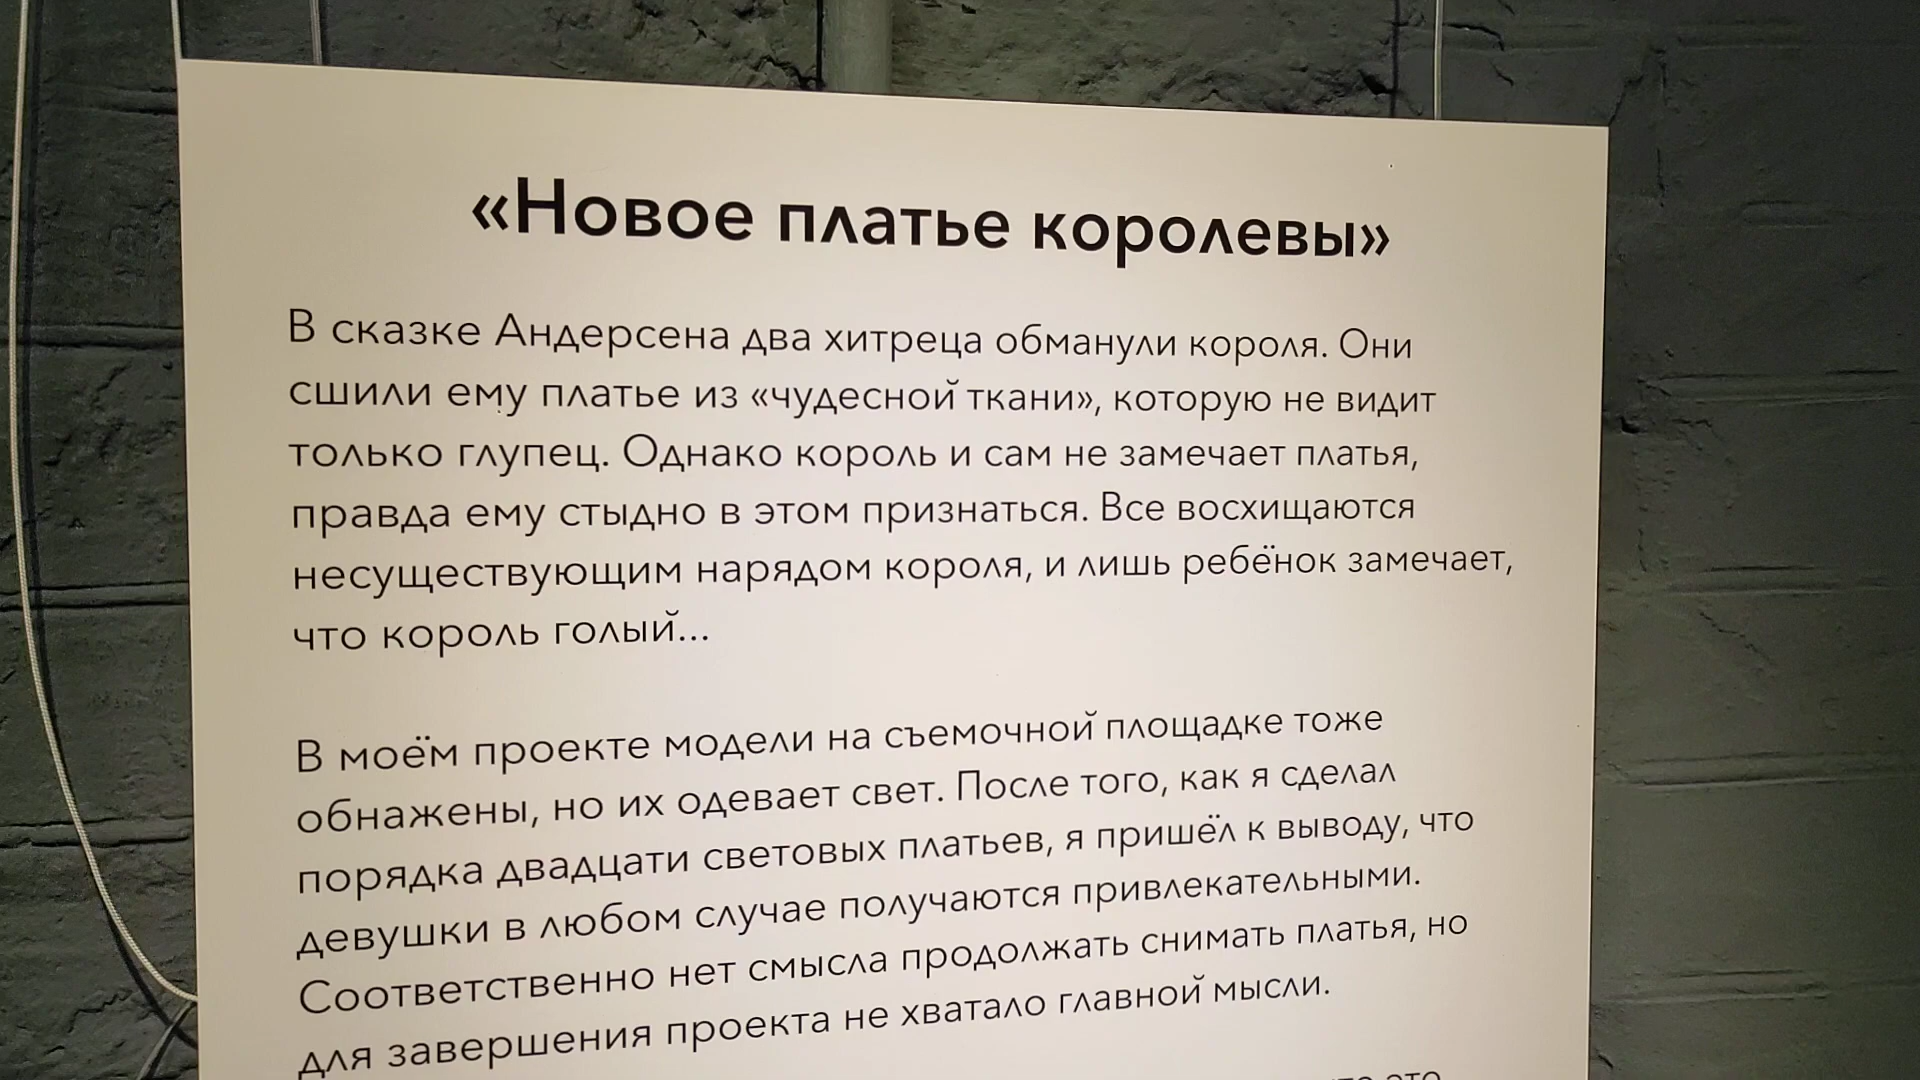 «Новое платье королевы»
В сказке Андерсена два хитреца обманули короля. Они
сшили ему платье из «чудесной ткани», которую не видит
только глупец. Однако король и сам не замечает платья,
правда ему стыдно в этом признаться. Все восхищаются
несуществующим нарядом короля, и лишь ребёнок замечает,
что король голый...
В моём проекте модели на съемочной площадке тоже
обнажены, но их одевает свет. После того, как я сделал
порядка двадцати световых платьев, я пришёл к выводу, что
девушки в любом случае получаются привлекательными.
Соответственно нет смысла продолжать снимать платья, но
для завершения проекта не хватало главной мысли.